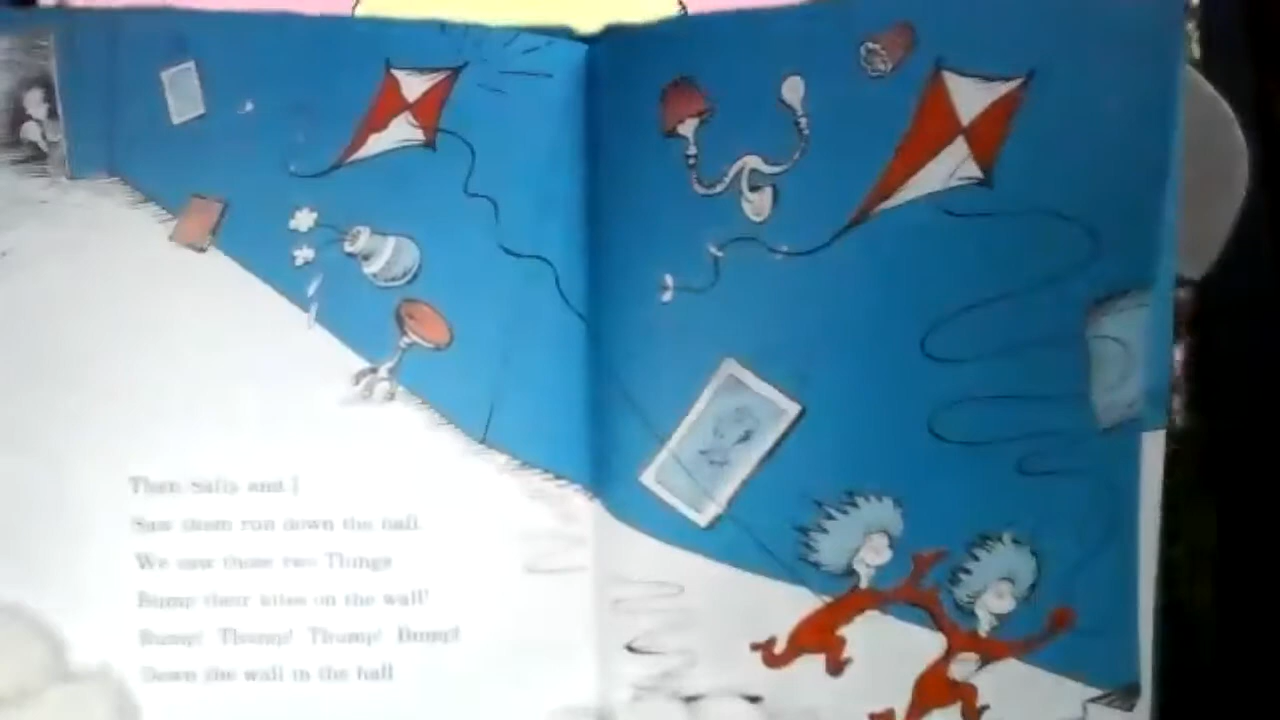 Then Sally and I
Saw them run down the hall.
We saw those two Things
Bump their kites on the wall!
Bump! Thump! Thump! Bump!
Down the wall in the hall.